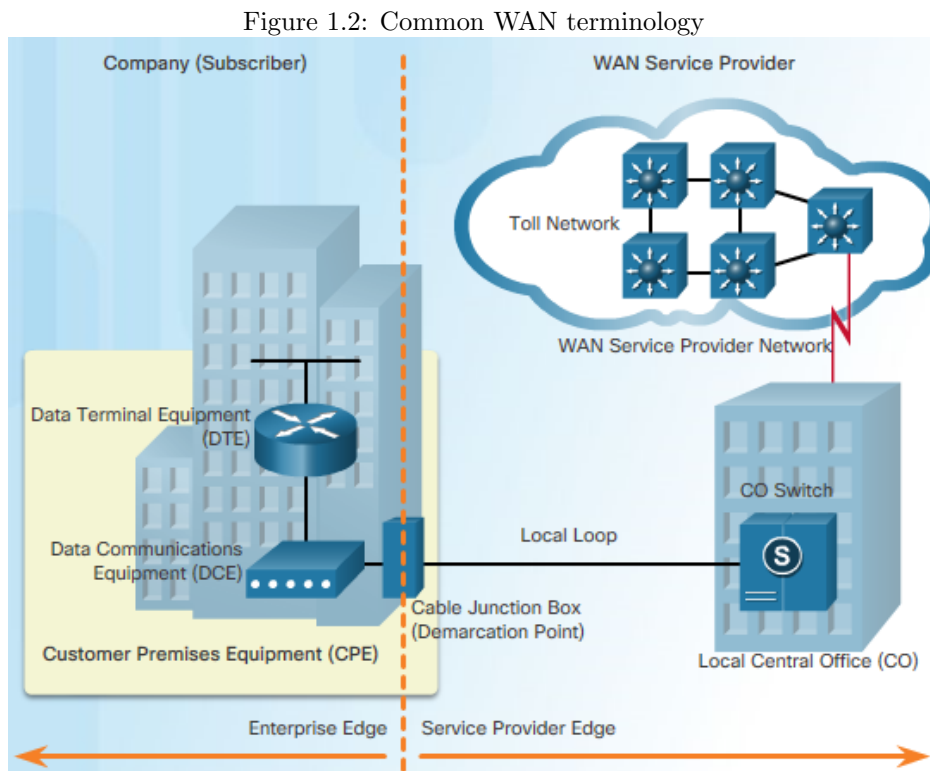 Figure 1.2: Common WAN terminology
Company (Subscriber)
WAN Service Provider
Toll Network
WAN Service Provider Network
Data Terminal Equipment
(DTE)
CO Switch
S
Data Communications
Equipment (DCE)
Local Loop
Cable Junction Box
(Demarcation Point)
Customer Premises Equipment (CPE)
Local Central Office (CO)
Enterprise Edge
Service Provider Edge